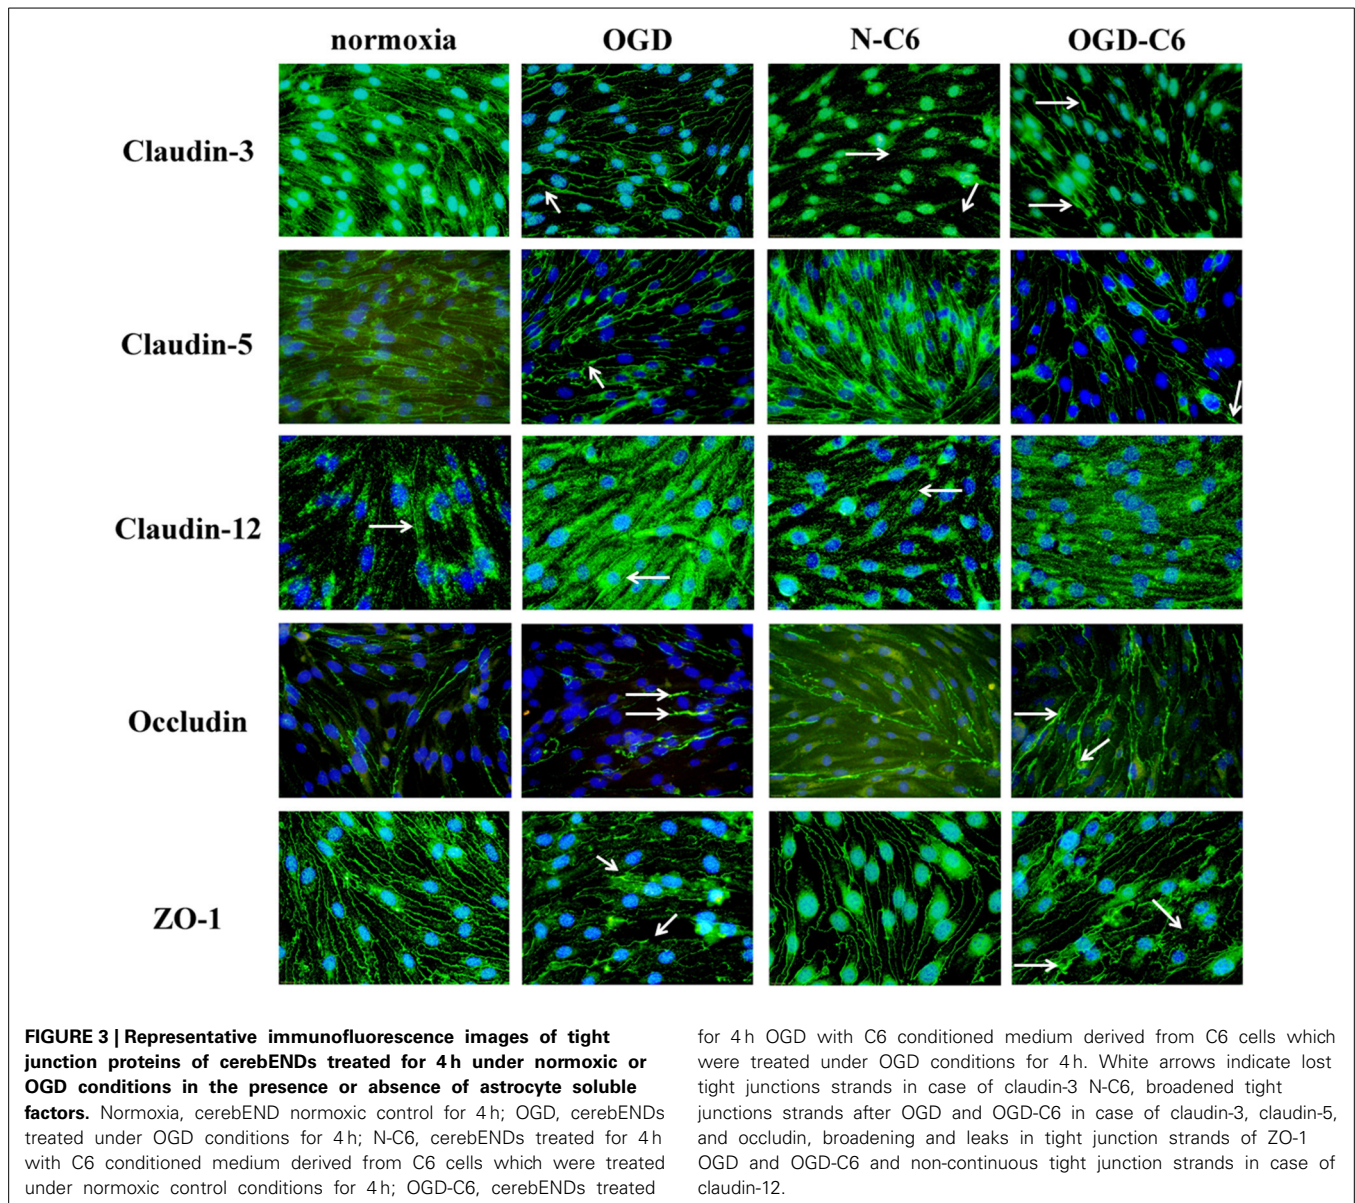 normoxia OGD N-C6 OGD-C6
Claudin-3
Claudin-5
Claudin-12
Occludin
ZO-1
FIGURE 3 | Representative immunofluorescence images of tight
junction proteins of cerebENDs treated for 4 h under normoxic or
OGD conditions in the presence or absence of astrocyte soluble
factors. Normoxia, cerebEND normoxic control for 4 h; OGD, cerebENDs
treated under OGD conditions for 4 h; N-C6, cerebENDs treated for 4 h
with C6 conditioned medium derived from C6 cells which were treated
under normoxic control conditions for 4 h; OGD-C6, cerebENDs treated
for 4 h OGD with C6 conditioned medium derived from C6 cells which
were treated under OGD conditions for 4 h. White arrows indicate lost
tight junctions strands in case of claudin-3 N-C6, broadened tight
junctions strands after OGD and OGD-C6 in case of claudin-3, claudin-5,
and occludin, broadening and leaks in tight junction strands of ZO-1
OGD and OGD-C6 and non-continuous tight junction strands in case of
claudin-12.